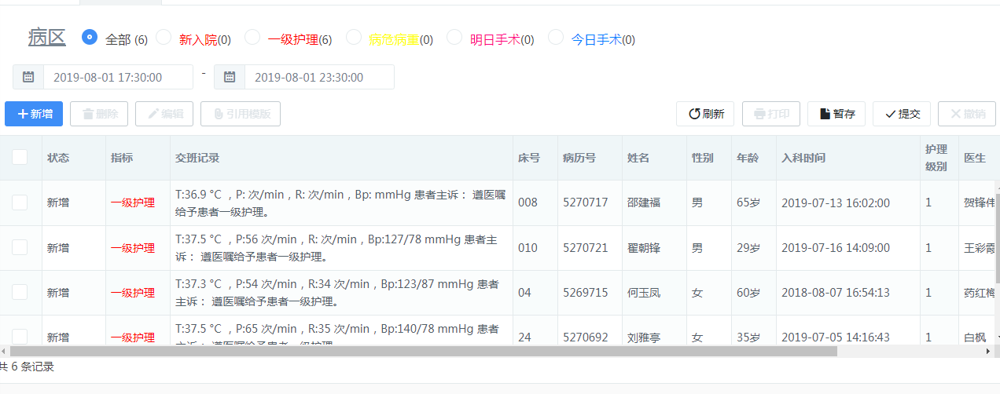 病区 全部 (6) 新入院(0) 一级护理(6) 病危病重(0) 明日手术(0) 今日手术(0)
2019-08-01 17:30:00 - 2019-08-01 23:30:00
新增 删除 编辑 引用模版 刷新 打印 暂存 提交 撤销
状态 指标 交班记录 床号 病历号 姓名 性别 年龄 入科时间 护理级别 医生
新增 一级护理 T:36.9 ℃ ，P: 次/min，R: 次/min，Bp: mmHg 患者主诉： 遵医嘱
给予患者一级护理。 008 5270717 邵建福 男 65岁 2019-07-13 16:02:00 1 贺锋伟
新增 一级护理 T:37.5 ℃ ，P:56 次/min，R: 次/min，Bp:127/78 mmHg 患者主
诉： 遵医嘱给予患者一级护理。 010 5270721 翟朝锋 男 29岁 2019-07-16 14:09:00 1 王彩霞
新增 一级护理 T:37.3 ℃ ，P:54 次/min，R:34 次/min，Bp:123/87 mmHg 患者
主诉： 遵医嘱给予患者一级护理。 04 5269715 何玉凤 女 60岁 2018-08-07 16:54:13 1 药红梅
新增 一级护理 T:37.5 ℃ ，P:65 次/min，R:35 次/min，Bp:140/78 mmHg 患者
主诉： 遵医嘱给予患者一级护理。 24 5270692 刘雅亭 女 35岁 2019-07-05 14:16:43 1 白枫
共 6 条记录